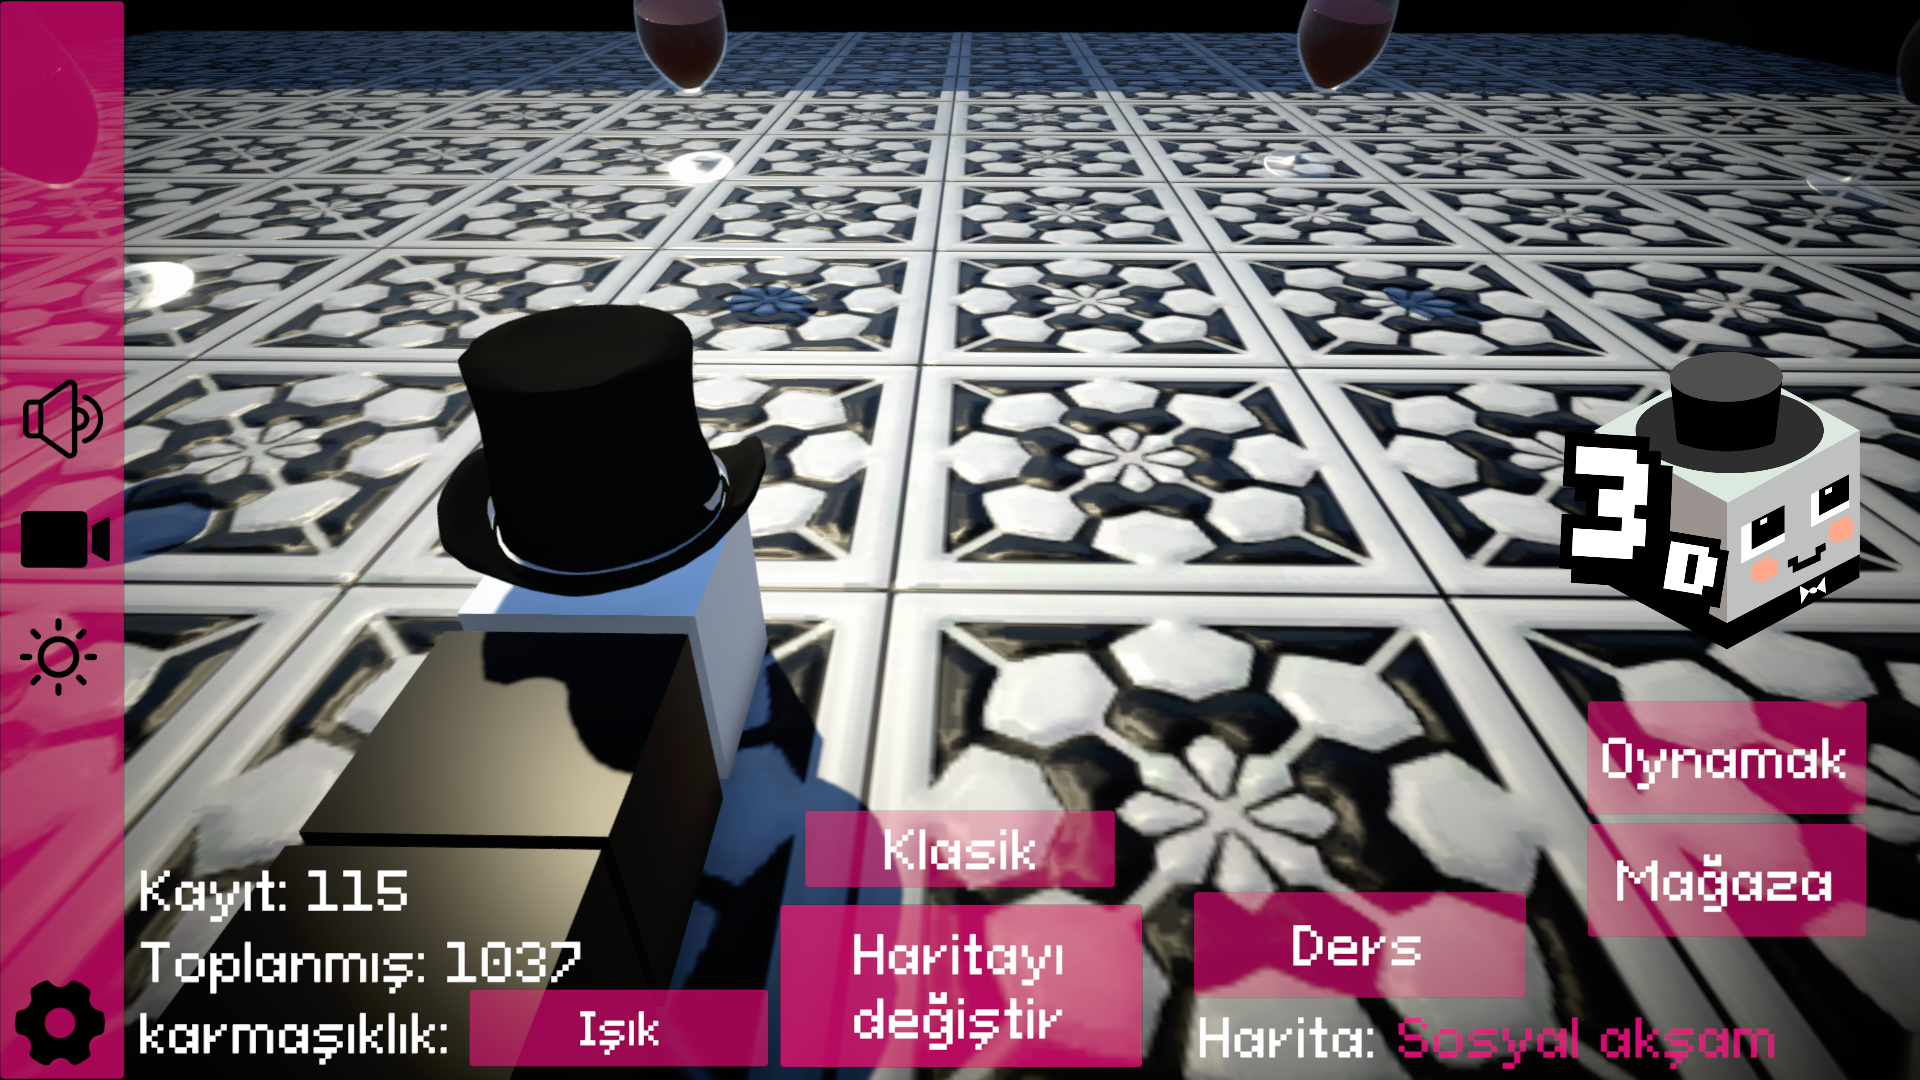 3D
Oynamak
Mağaza
Klasik
Haritayı
değiştir
Ders
Harita: Sosyal akşam
Kayıt: 115
Toplanmış: 1037
karmaşıklık: Işık